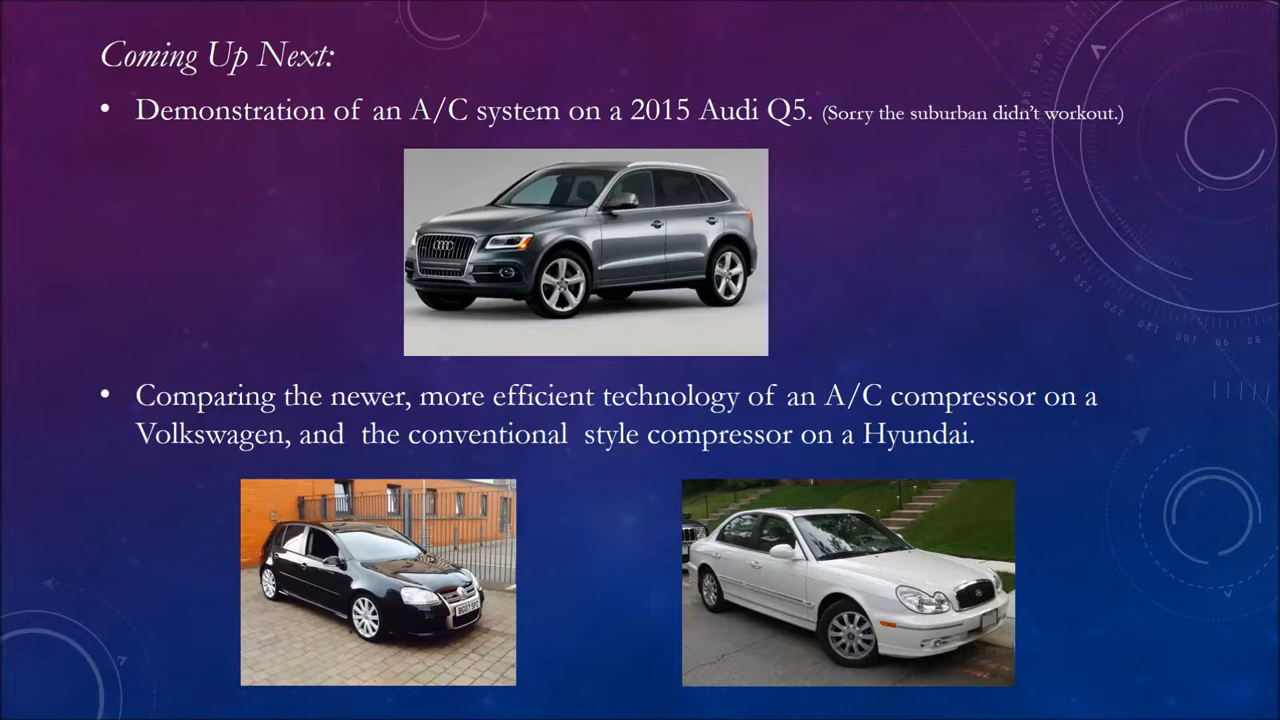 Coming Up Next:
• Demonstration of an A/C system on a 2015 Audi Q5. (Sorry the suburban didn't workout.)
• Comparing the newer, more efficient technology of an A/C compressor on a
Volkswagen, and the conventional style compressor on a Hyundai.